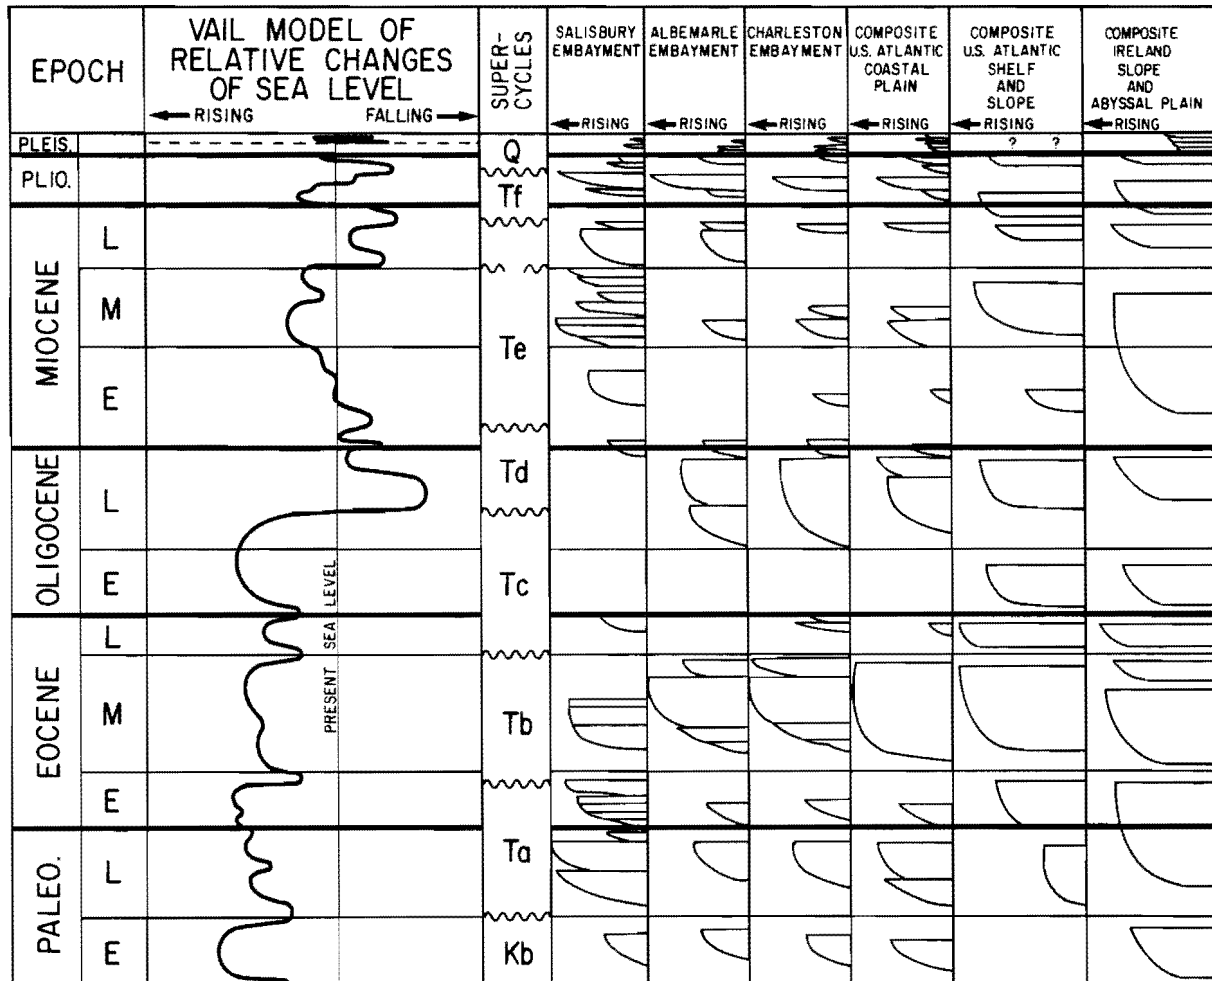 EPOCH
VAIL MODEL OF
RELATIVE CHANGES
OF SEA LEVEL
RISING
FALLING
SUPER-
CYCLES
SALISBURY
EMBAYMENT
RISING
ALBEMARLE
EMBAYMENT
RISING
CHARLESTON
EMBAYMENT
RISING
COMPOSITE
U.S. ATLANTIC
COASTAL
PLAIN
RISING
COMPOSITE
U.S. ATLANTIC
SHELF
AND
SLOPE
RISING
COMPOSITE
IRELAND
SLOPE
AND
ABYSSAL PLAIN
RISING
PLEIS.
Q
? ?
PLIO.
Tf
MIOCENE
L
M
Te
E
OLIGOCENE
L
Td
E
Tc
PRESENT SEA LEVEL
EOCENE
L
M
Tb
E
PALEO.
L
Ta
E
Kb